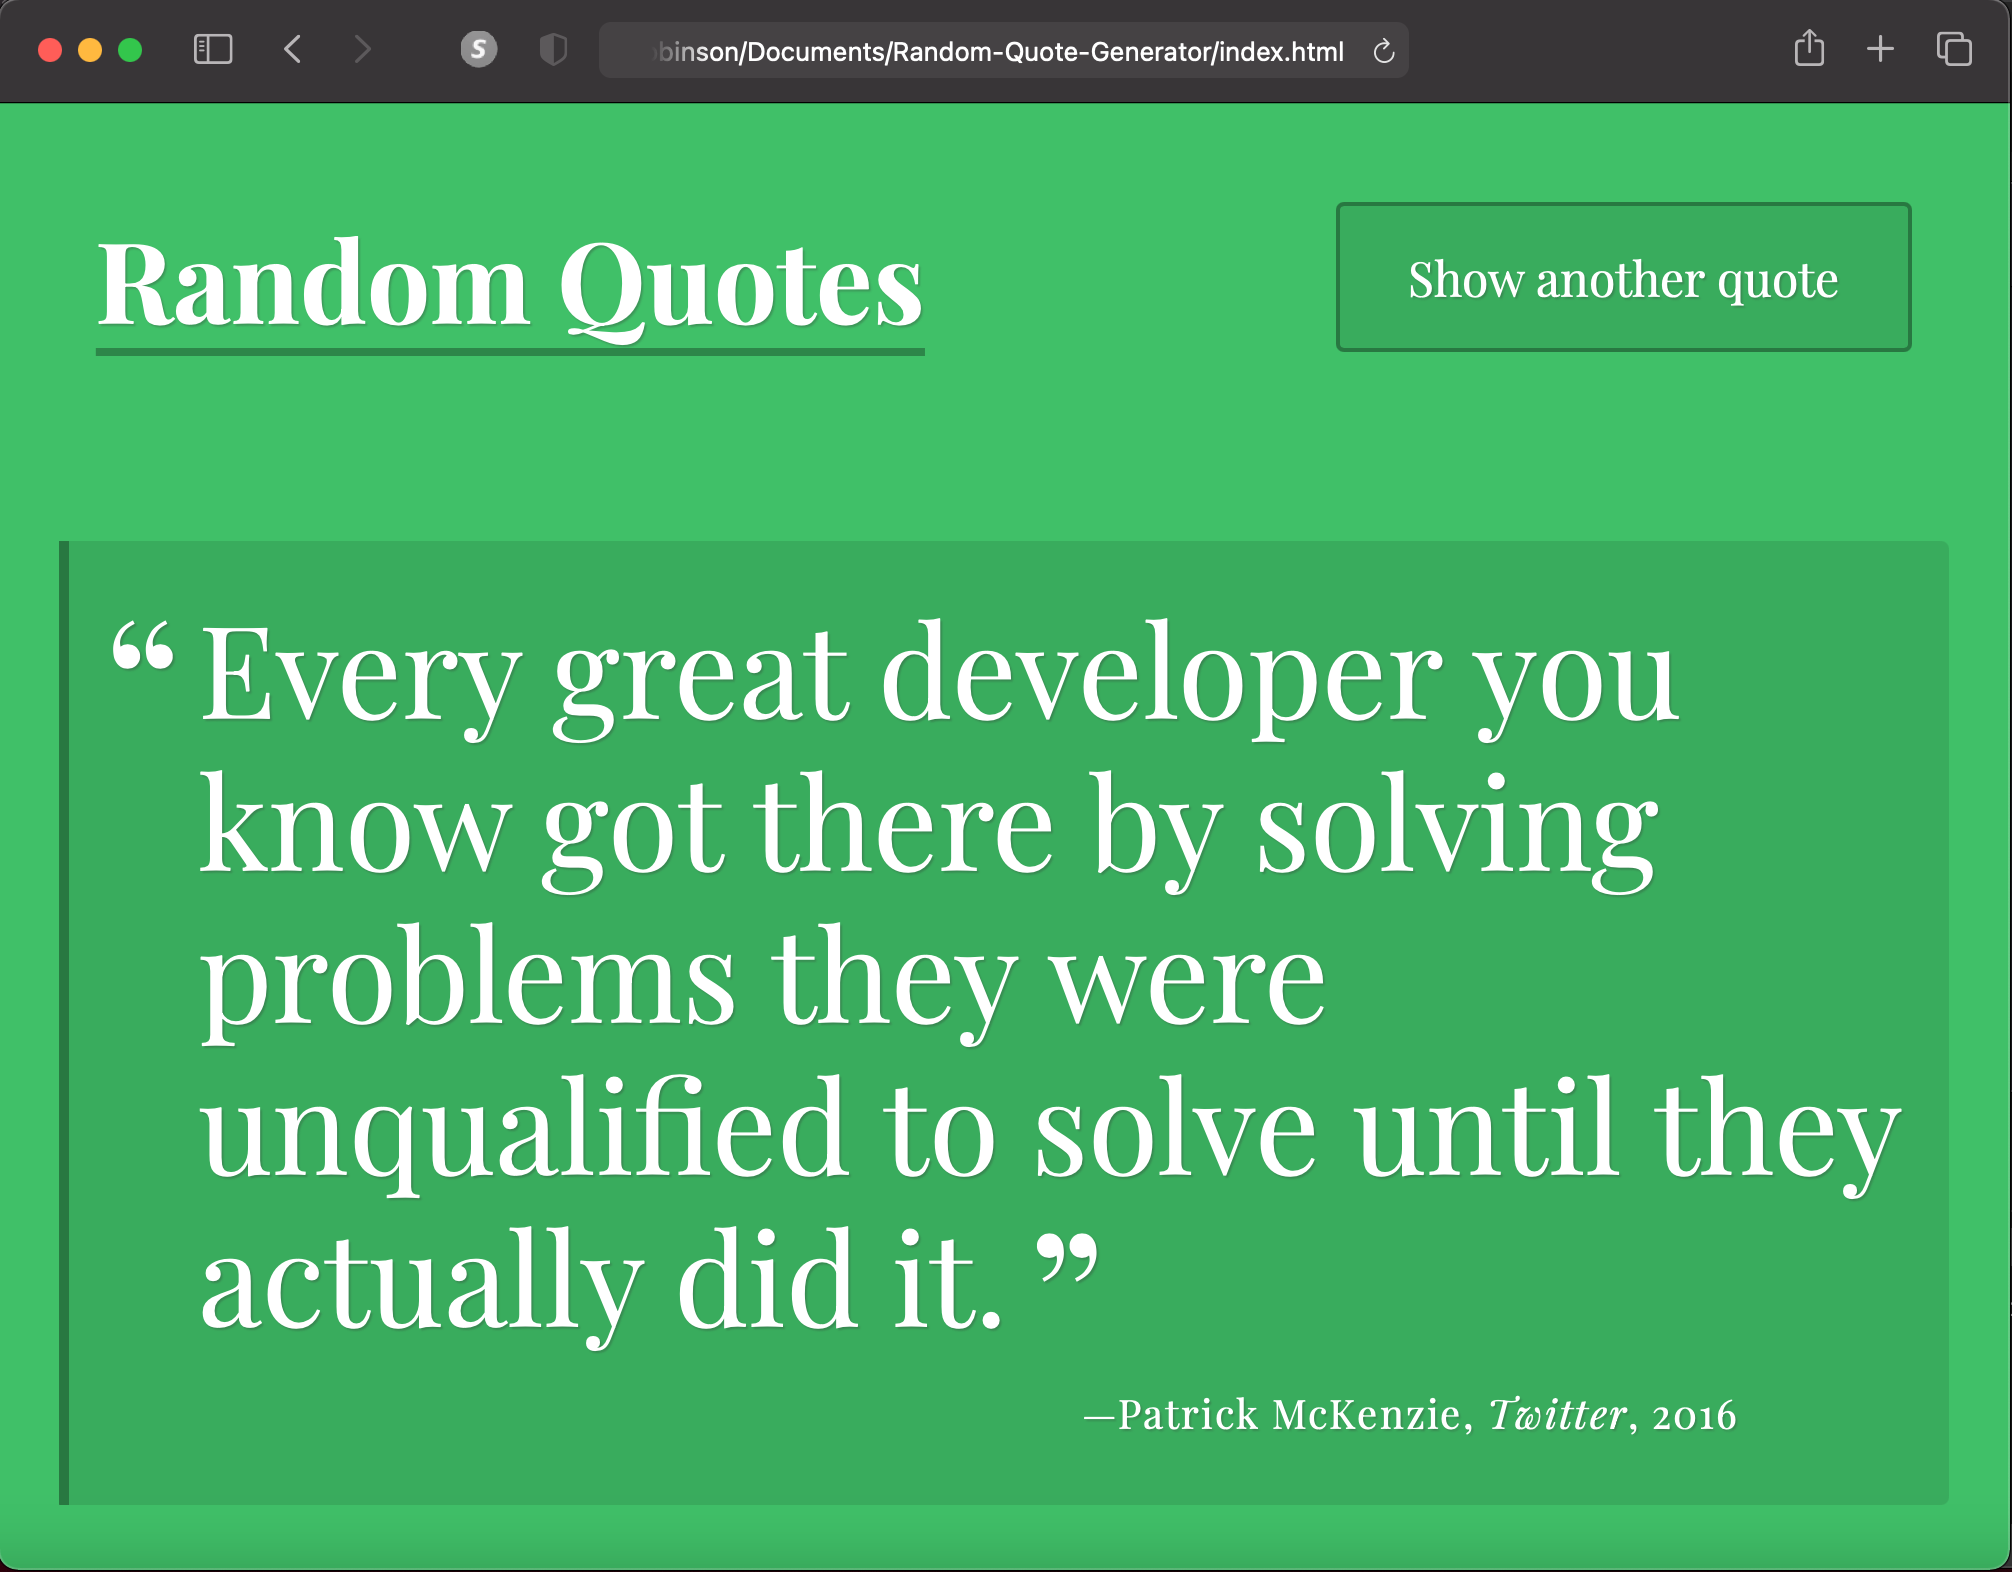 binson/Documents/Random-Quote-Generator/index.html
Random Quotes
Show another quote
“ Every great developer you
know got there by solving
problems they were
unqualified to solve until they
actually did it. ”
—Patrick McKenzie, Twitter, 2016